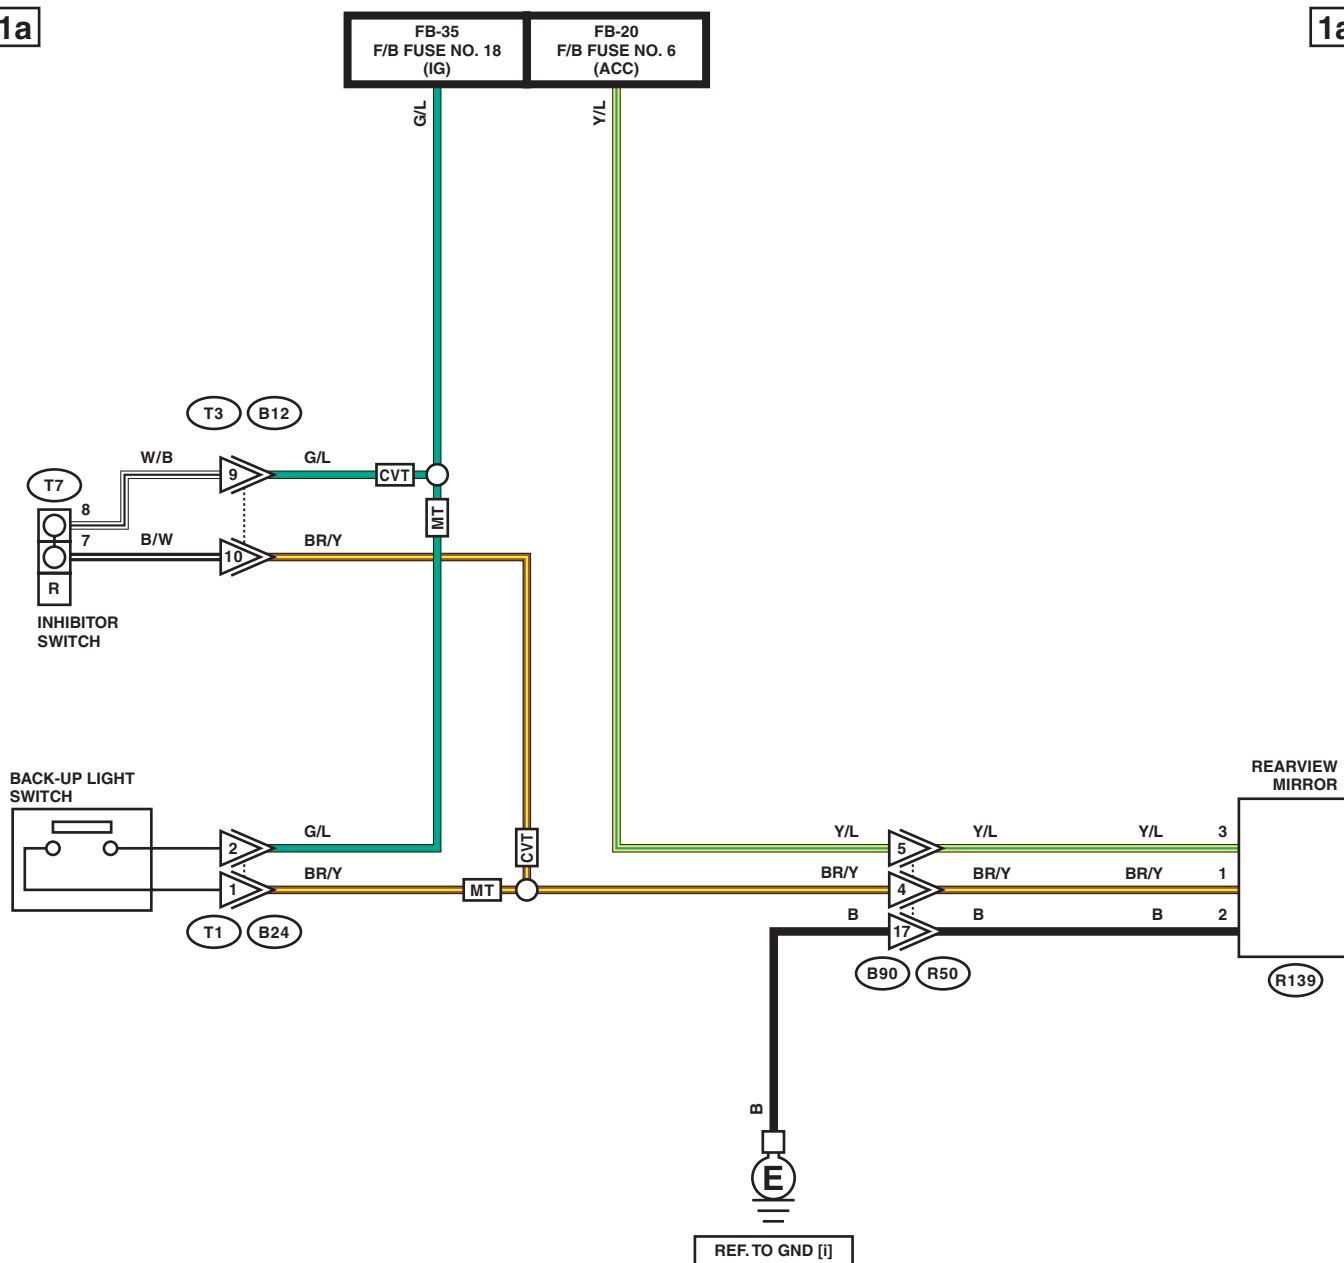 1a
1a
FB-35
F/B FUSE NO. 18
(IG)
FB-20
F/B FUSE NO. 6
(ACC)
G/L
Y/L
T3
B12
W/B
9
G/L
CVT
T7
8
MT
7
B/W
10
BR/Y
R
INHIBITOR
SWITCH
BACK-UP LIGHT
SWITCH
REARVIEW
MIRROR
2
G/L
CVT
Y/L
5
Y/L
Y/L
3
1
BR/Y
MT
BR/Y
4
BR/Y
BR/Y
1
B
17
B
B
2
T1
B24
B90
R50
R139
B
E
REF. TO GND [i]